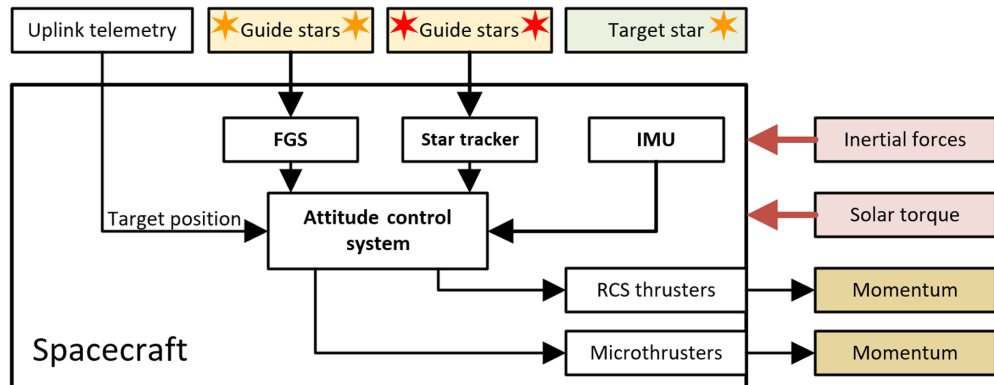 Uplink telemetry
Guide stars
Guide stars
Target star
FGS
Star tracker
IMU
Inertial forces
Target position
Attitude control
system
Solar torque
RCS thrusters
Momentum
Spacecraft
Microthrusters
Momentum